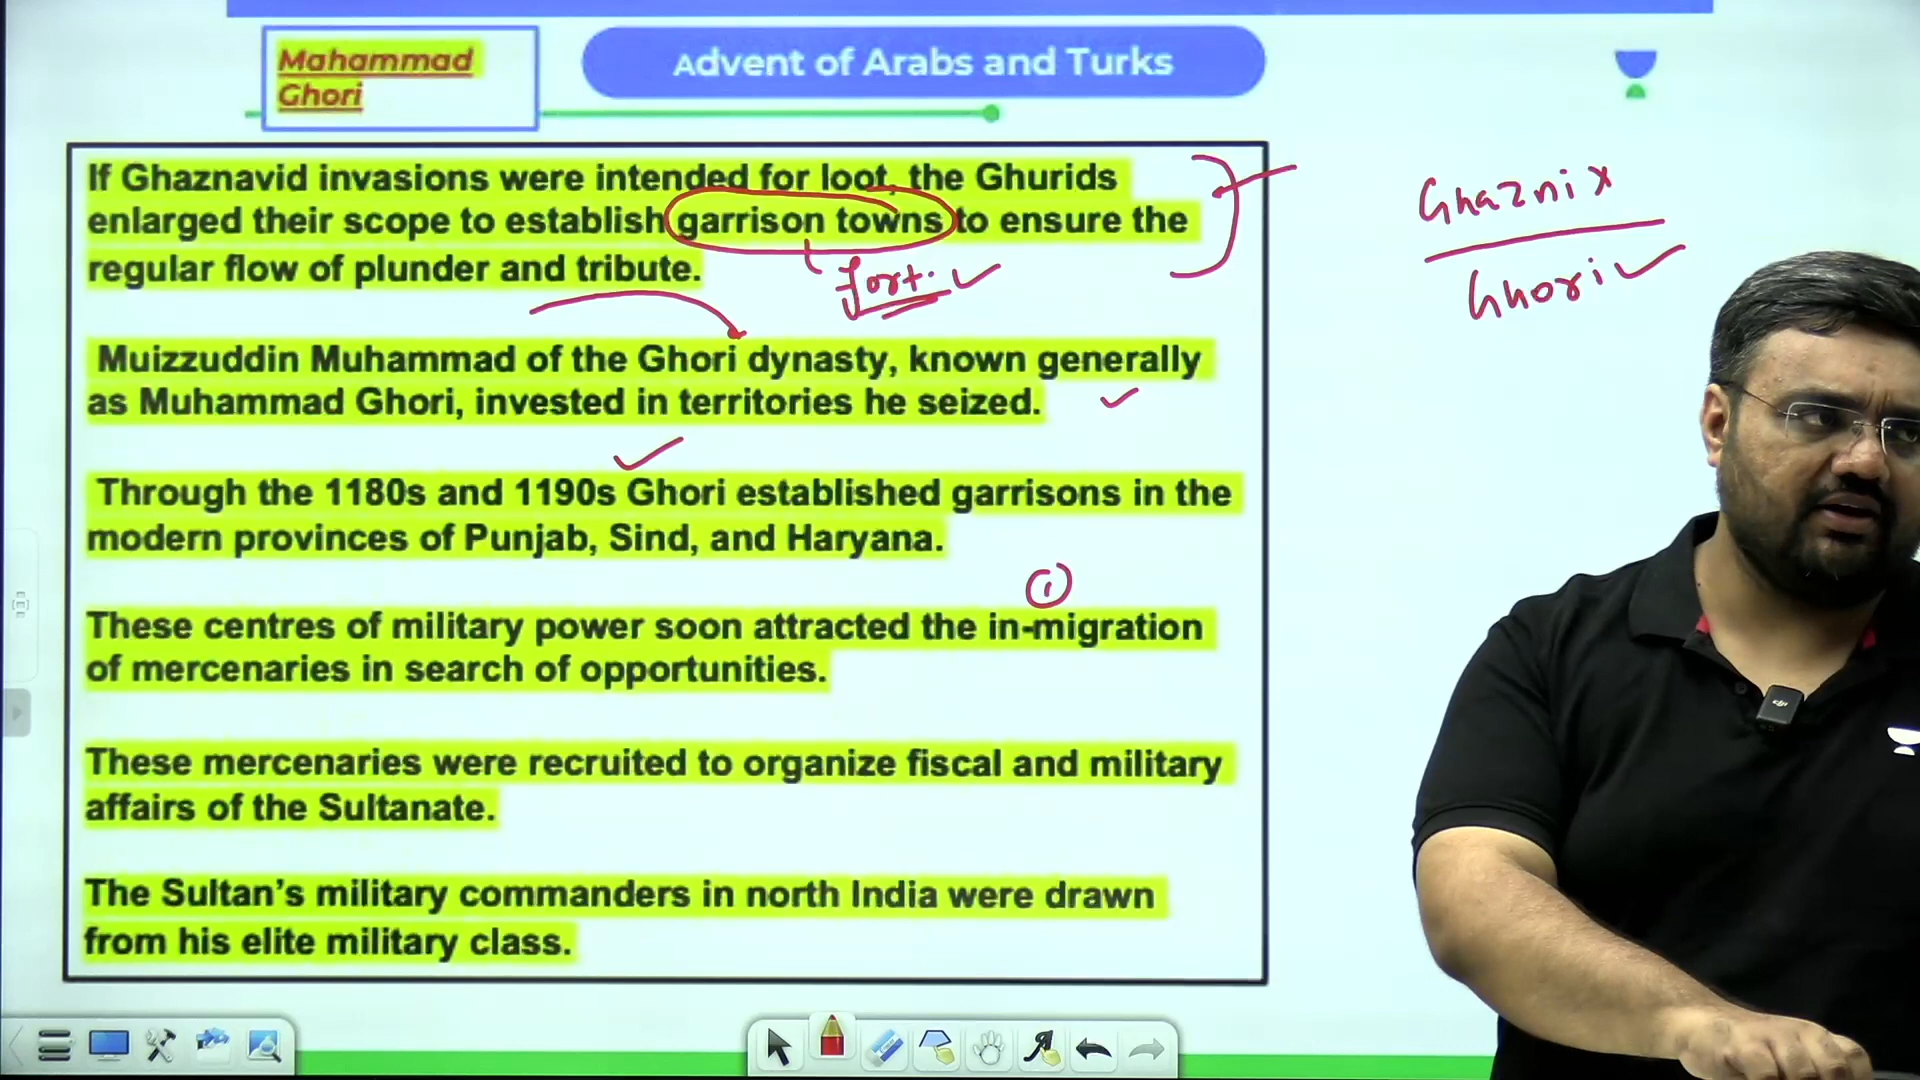 Mahammad
Ghori
Advent of Arabs and Turks
If Ghaznavid invasions were intended for loot, the Ghurids
enlarged their scope to establish garrison towns to ensure the
regular flow of plunder and tribute.
fort.
Ghazni x
Ghori
Muizzuddin Muhammad of the Ghori dynasty, known generally
as Muhammad Ghori, invested in territories he seized.
Through the 1180s and 1190s Ghori established garrisons in the
modern provinces of Punjab, Sind, and Haryana.
1
These centres of military power soon attracted the in-migration
of mercenaries in search of opportunities.
These mercenaries were recruited to organize fiscal and military
affairs of the Sultanate.
The Sultan's military commanders in north India were drawn
from his elite military class.
dji